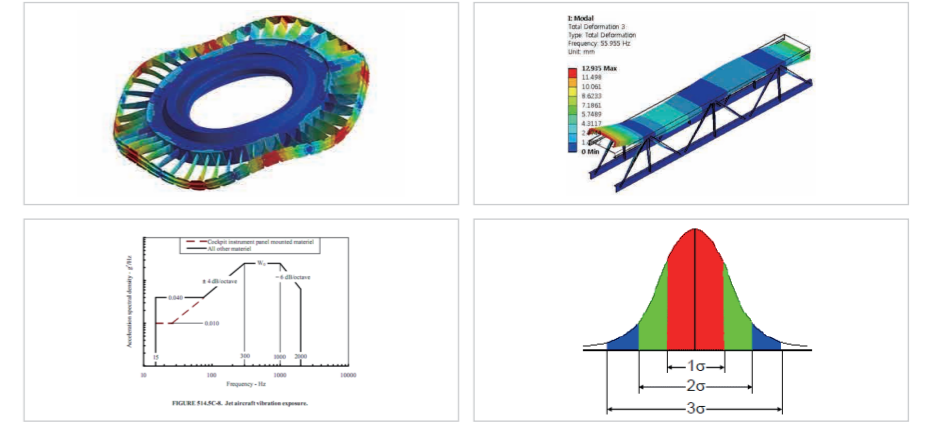 I: Modal
Total Deformation 3
Type: Total Deformation
Frequency: 55.955 Hz
Unit: mm
12.935 Max
11.498
10.061
8.6233
7.1861
5.7489
4.3117
0 Min
Cockpit instrument panel mounted materiel
All other materiel
Acceleration spectral density - g²/Hz
W₀
± 4 dB/octave
- 6 dB/octave
0.040
0.010
15
300
1000
2000
10
100
1000
10000
Frequency - Hz
FIGURE 514.5C-8. Jet aircraft vibration exposure.
1σ
2σ
3σ